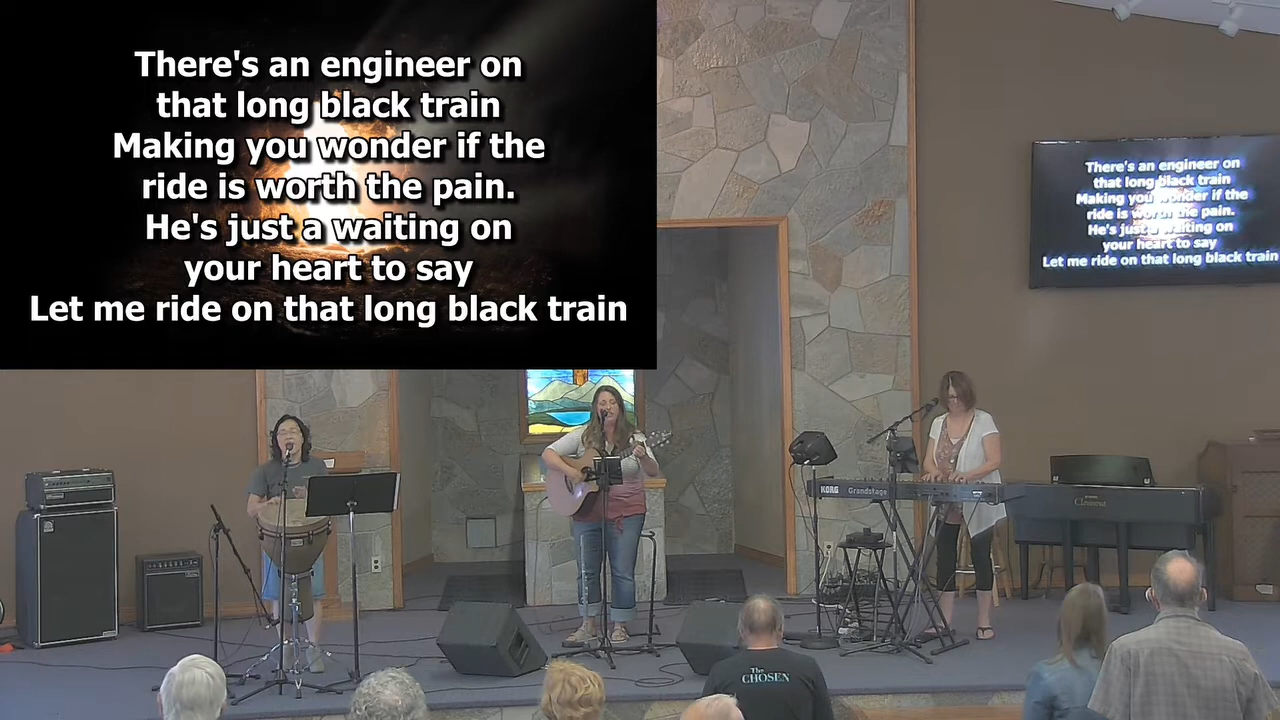 There's an engineer on
that long black train
Making you wonder if the
ride is worth the pain.
He's just a waiting on
your heart to say
Let me ride on that long black train
There's an engineer on
that long black train
Making you wonder if the
ride is worth the pain.
He's just a waiting on
your heart to say
Let me ride on that long black train
KORG Grandstage
The
CHOSEN